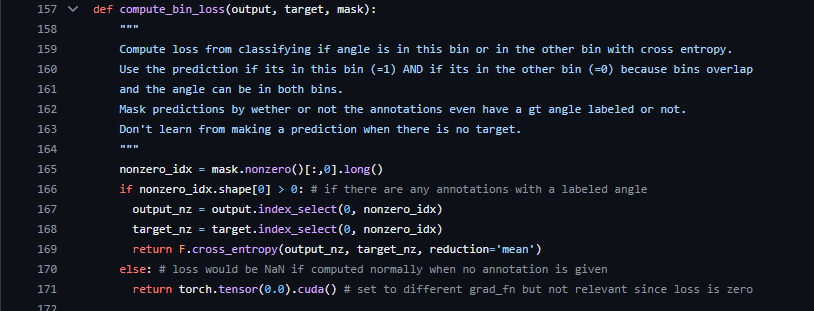 157 def compute_bin_loss(output, target, mask):
158 """
159 Compute loss from classifying if angle is in this bin or in the other bin with cross entropy.
160 Use the prediction if its in this bin (=1) AND if its in the other bin (=0) because bins overlap
161 and the angle can be in both bins.
162 Mask predictions by wether or not the annotations even have a gt angle labeled or not.
163 Don't learn from making a prediction when there is no target.
164 """
165 nonzero_idx = mask.nonzero()[:,0].long()
166 if nonzero_idx.shape[0] > 0: # if there are any annotations with a labeled angle
167 output_nz = output.index_select(0, nonzero_idx)
168 target_nz = target.index_select(0, nonzero_idx)
169 return F.cross_entropy(output_nz, target_nz, reduction='mean')
170 else: # loss would be NaN if computed normally when no annotation is given
171 return torch.tensor(0.0).cuda() # set to different grad_fn but not relevant since loss is zero
172